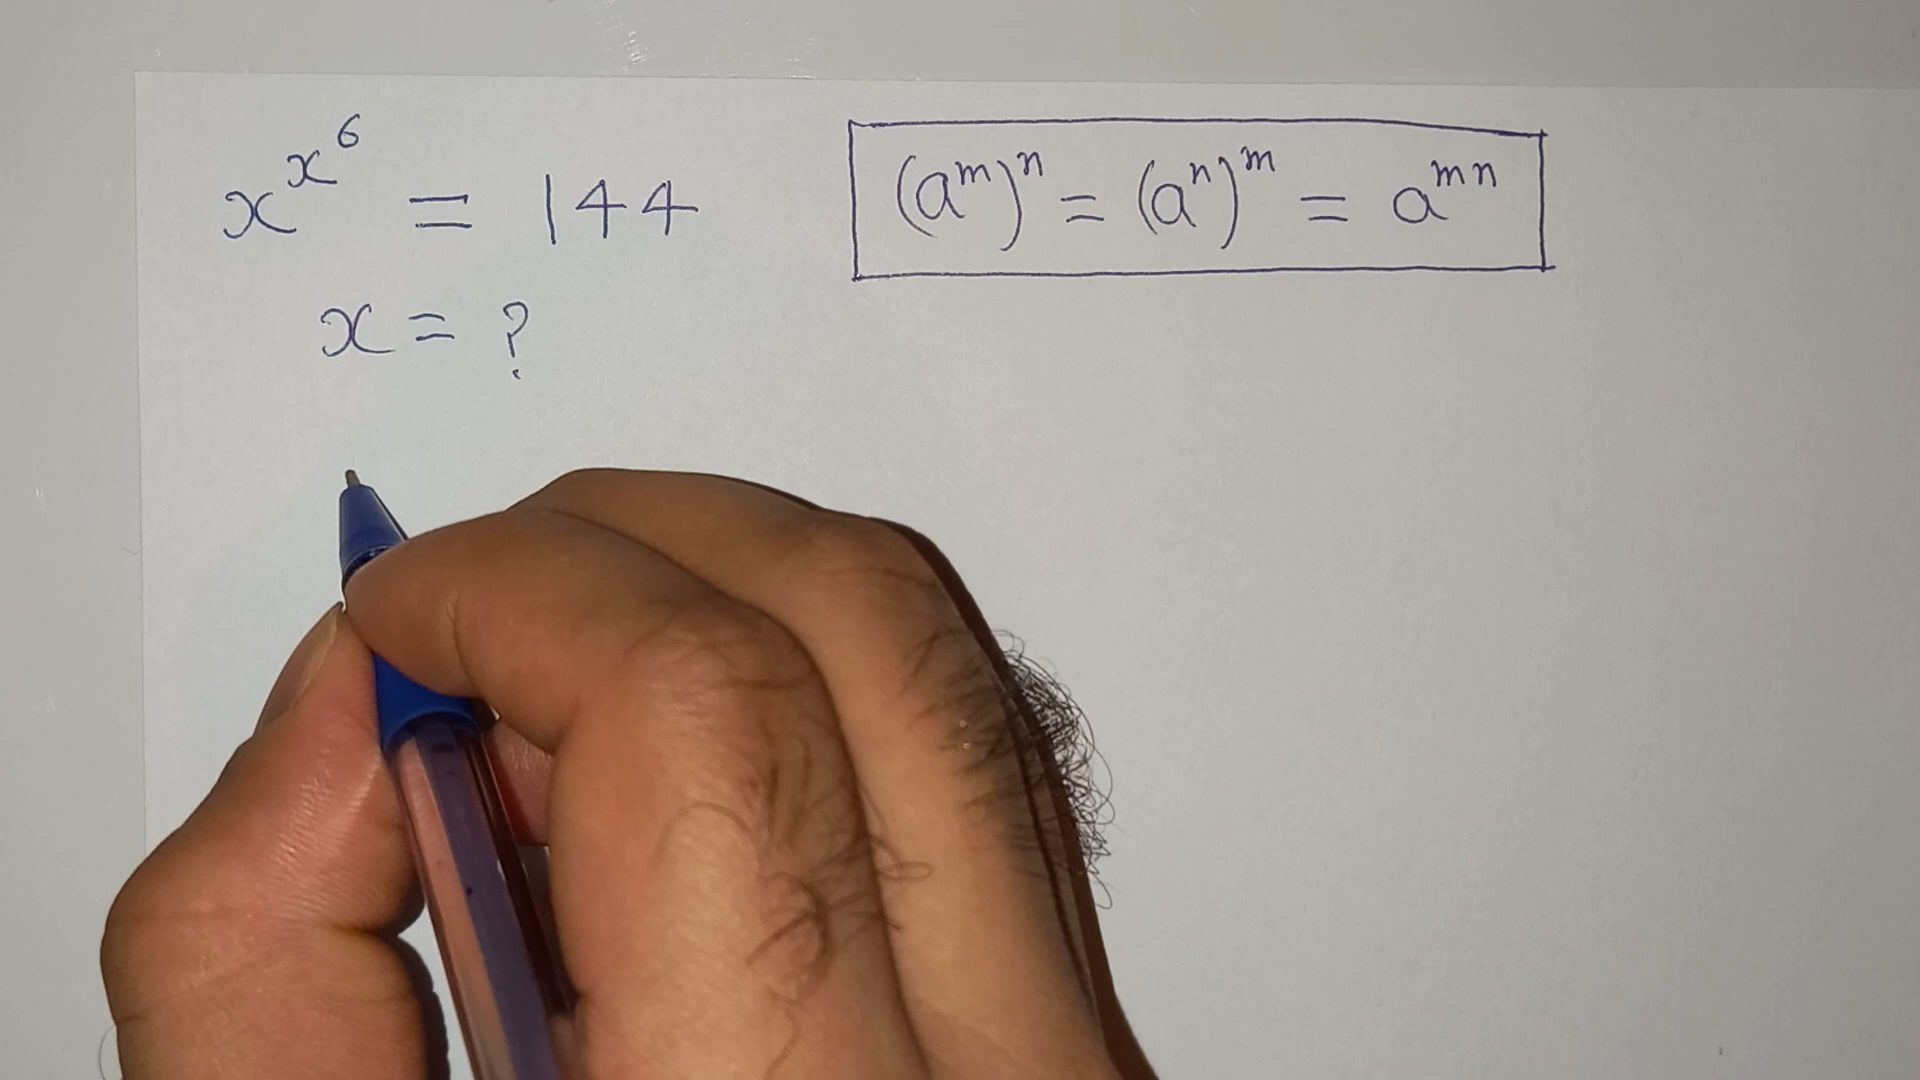 x^{x^6} = 144
(a^m)^n = (a^n)^m = a^{mn}
x = ?